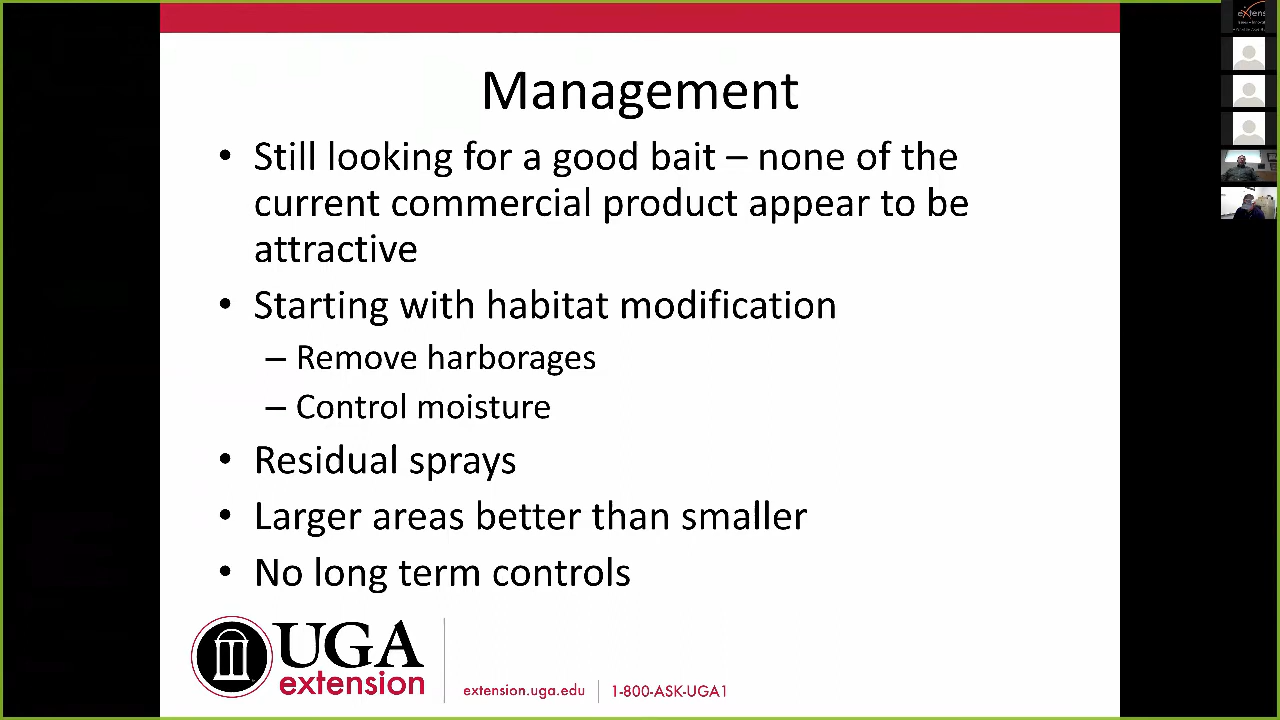 Management
• Still looking for a good bait – none of the
current commercial product appear to be
attractive
• Starting with habitat modification
– Remove harborages
– Control moisture
• Residual sprays
• Larger areas better than smaller
• No long term controls
UGA
extension
extension.uga.edu
1-800-ASK-UGA1